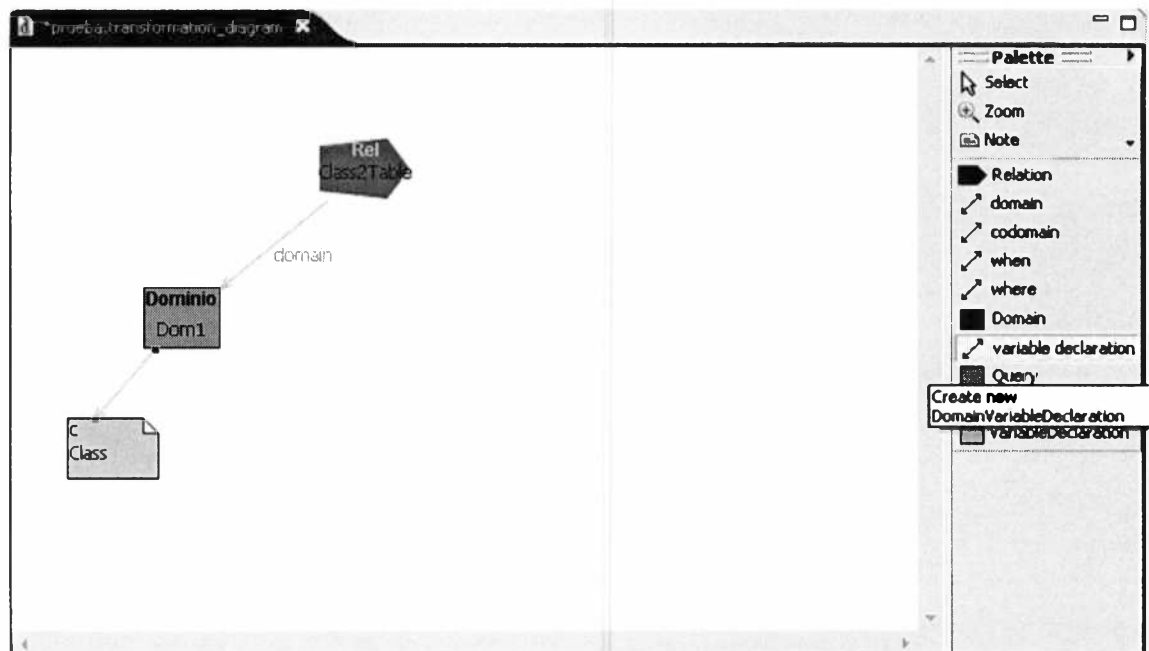 *prueba.transformation_diagram
Palette
Select
Zoom
Note
Relation
domain
codomain
when
where
Domain
variable declaration
Query
Create new
DomainVariableDeclaration
VariableDeclaration
Rel
Class2Table
domain
Dominio
Dom1
C
Class